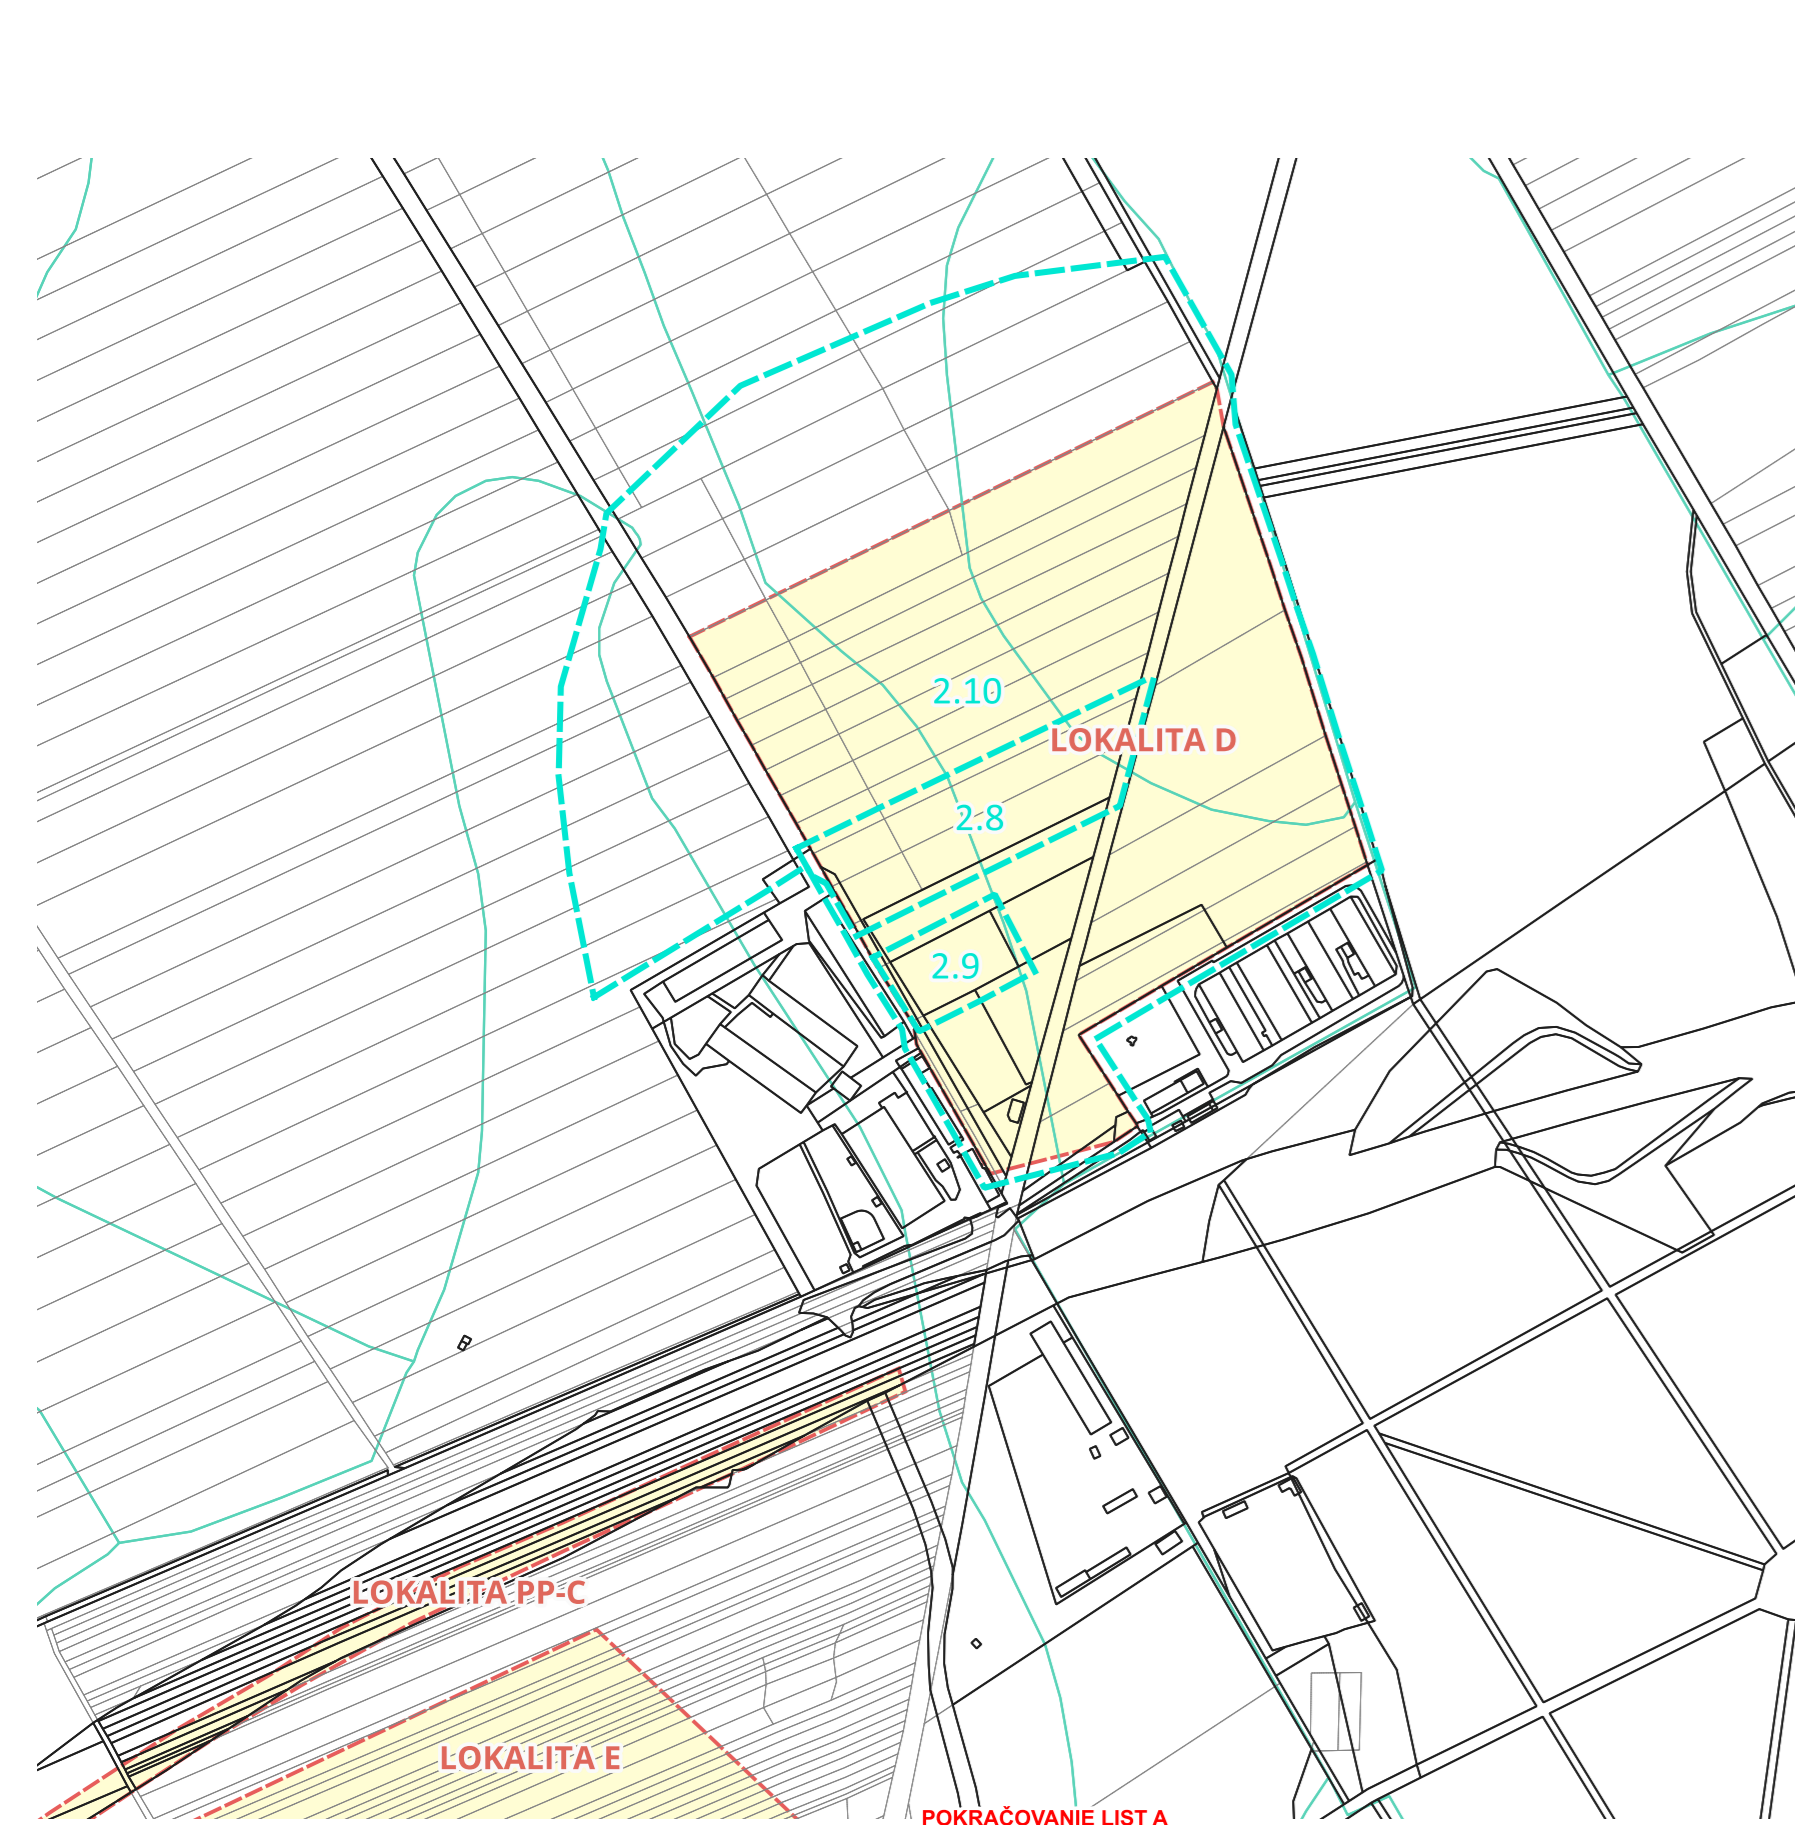 2.10
LOKALITA D
2.8
2.9
LOKALITA PP-C
LOKALITA E
POKRAČOVANIE LIST A